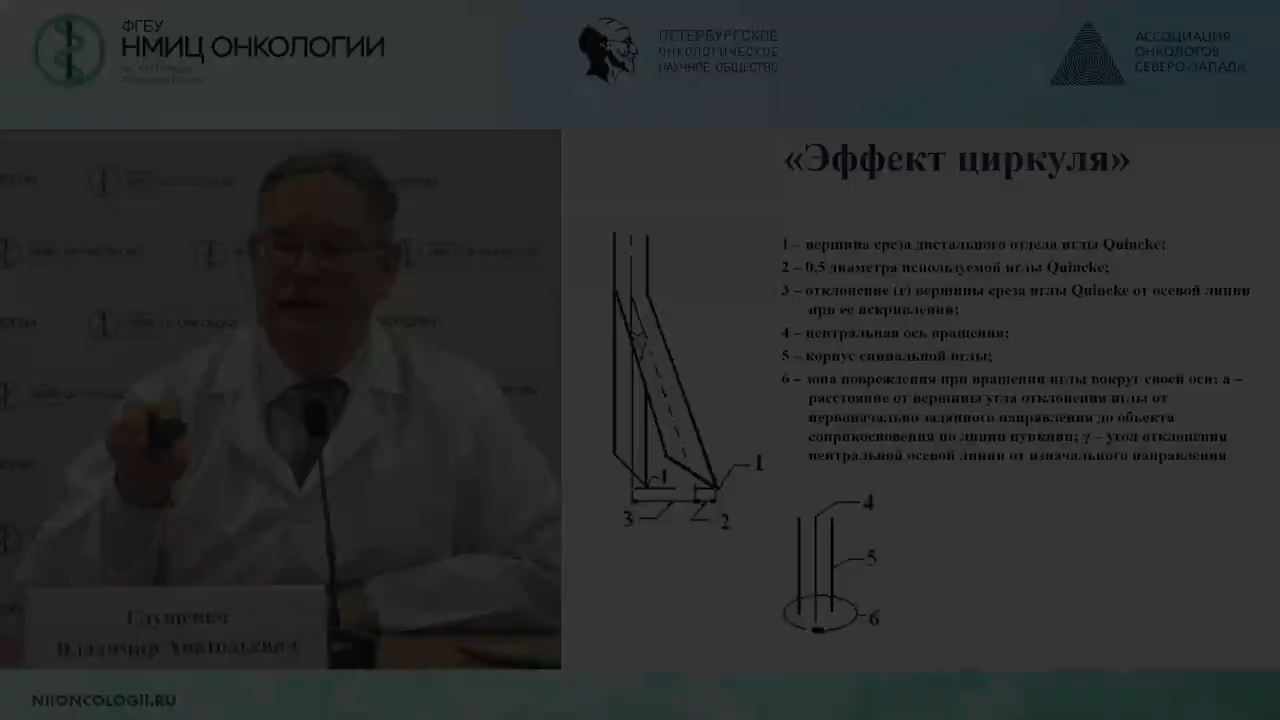 ФГБУ
НМИЦ ОНКОЛОГИИ
ПЕТЕРБУРГСКОЕ
ОНКОЛОГИЧЕСКОЕ
НАУЧНОЕ ОБЩЕСТВО
АССОЦИАЦИЯ
ОНКОЛОГОВ
СЕВЕРО-ЗАПАДА
«Эффект циркуля»
1 – вершина среза дистального отдела иглы Quincke;
2 – 0,5 диаметра используемой иглы Quincke;
3 – отклонение (r) вершины среза иглы Quincke от осевой линии
при ее искривлении;
4 – центральная ось вращения;
5 – корпус спинальной иглы;
6 – зона повреждения при вращении иглы вокруг своей оси: a –
расстояние от вершины угла отклонения иглы от
первоначально заданного направления до объекта
соприкосновения по линии пункции; γ – угол отклонения
центральной осевой линии от изначального направления
1
3
2
4
5
6
Владимир Анатольевич
NIIONCOLOGII.RU